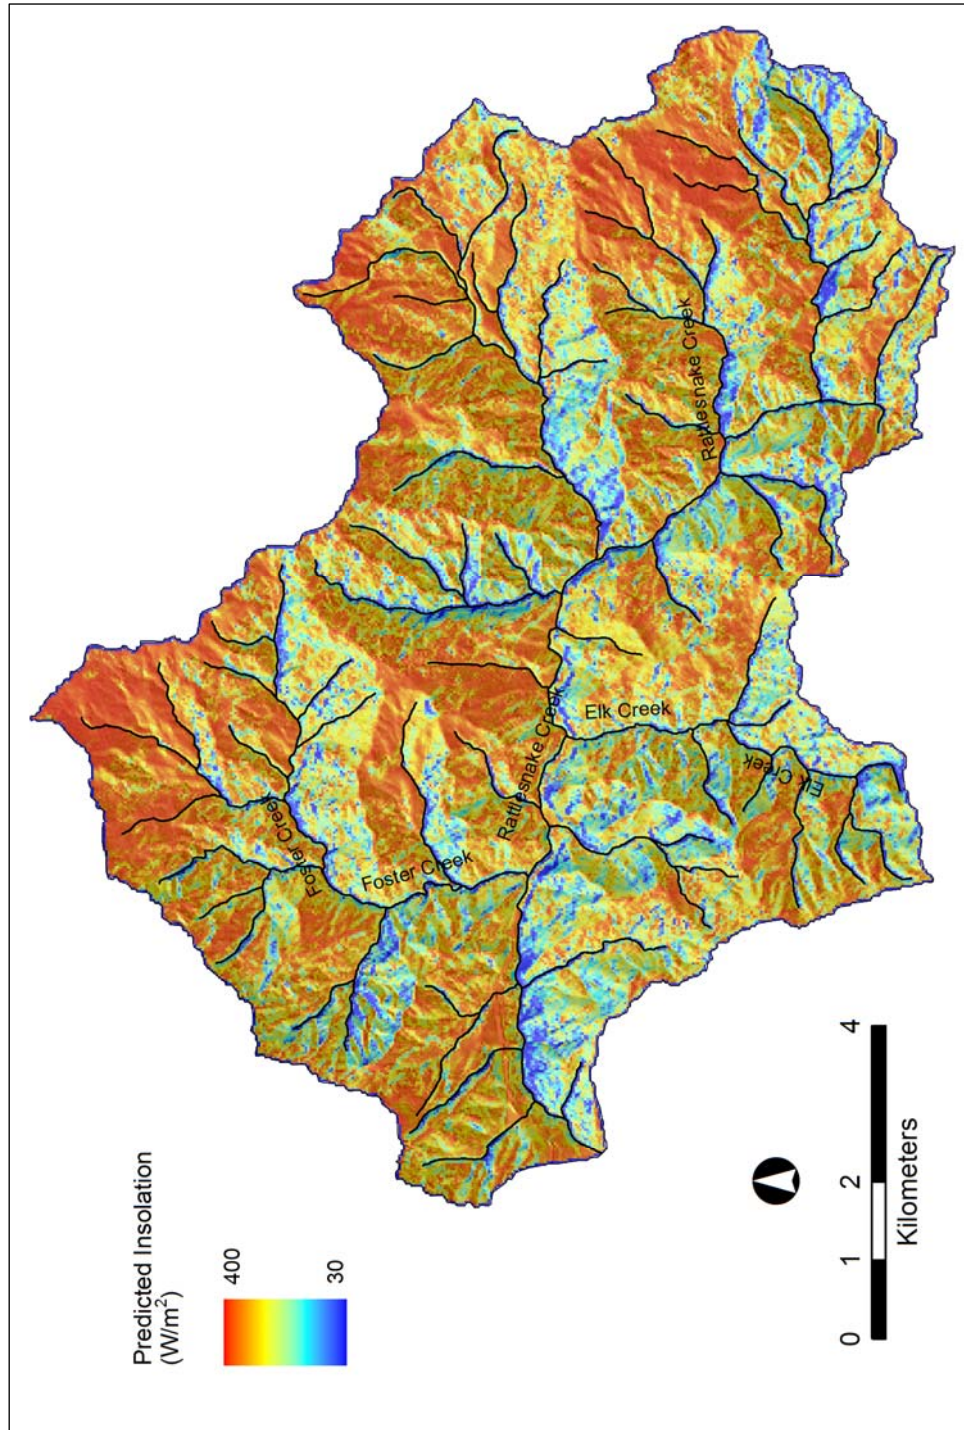 Predicted Insolation
(W/m²)
400
30
Foster Creek
Foster Creek
Rattlesnake Creek
Elk Creek
Elk Creek
Rattlesnake Creek
0
1
2
4
Kilometers